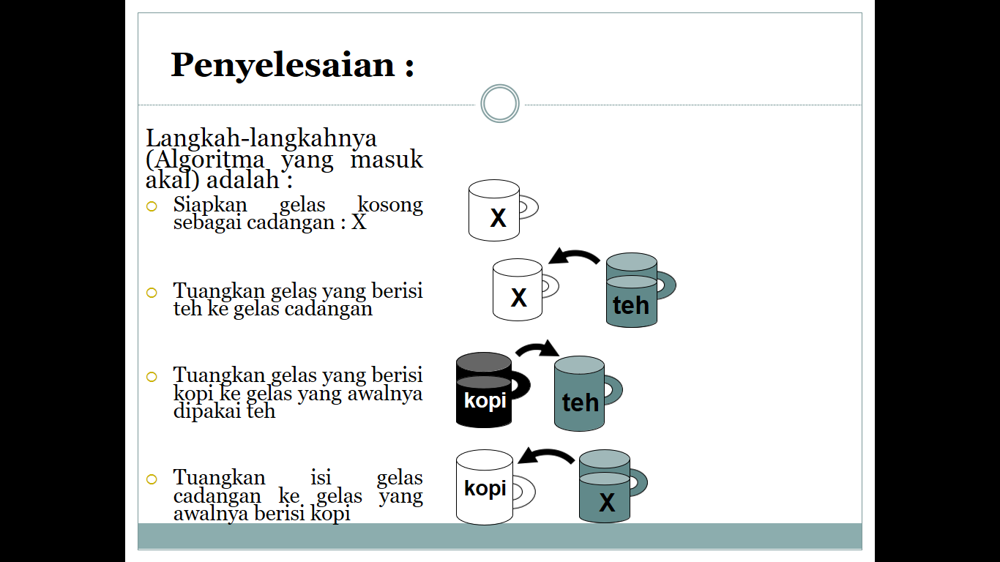 Penyelesaian :
Langkah-langkahnya
(Algoritma yang masuk
akal) adalah :
Siapkan gelas kosong
sebagai cadangan : X
X
Tuangkan gelas yang berisi
teh ke gelas cadangan
X
teh
Tuangkan gelas yang berisi
kopi ke gelas yang awalnya
dipakai teh
kopi
teh
Tuangkan isi gelas
cadangan ke gelas yang
awalnya berisi kopi
kopi
X